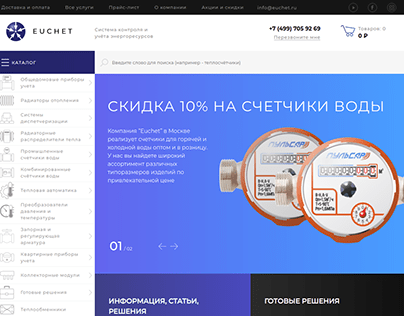 Доставка и оплата
Все услуги
Прайс-лист
О компании
Акции и скидки
info@euchet.ru
EUCHET
Система контроля и
учёта энергоресурсов
+7 (499) 705 92 69
Перезвоните мне
Товаров: 0
0 ₽
КАТАЛОГ
Введите слово для поиска (например - теплосчетчики)
Общедомовые приборы
учёта
Радиаторы отопления
Системы
диспетчеризации
Радиаторные
распределители тепла
Промышленные
счетчики воды
Комбинированные
счётчики воды
Тепловая автоматика
Преобразователи
давления и
температуры
Запорная и
регулирующая
арматура
Квартирные приборы
учета
Коллекторные модули
Готовые решения
Теплообменники
СКИДКА 10% НА СЧЕТЧИКИ ВОДЫ
Компания "Euchet" в Москве
реализует счетчики для горячей и
холодной воды оптом и в розницу.
У нас вы найдете широкий
ассортимент различных
типоразмеров изделий по
привлекательной цене
ПУЛЬСАР
ПУЛЬСАР
01 / 02
ИНФОРМАЦИЯ, СТАТЬИ,
РЕШЕНИЯ
ГОТОВЫЕ РЕШЕНИЯ